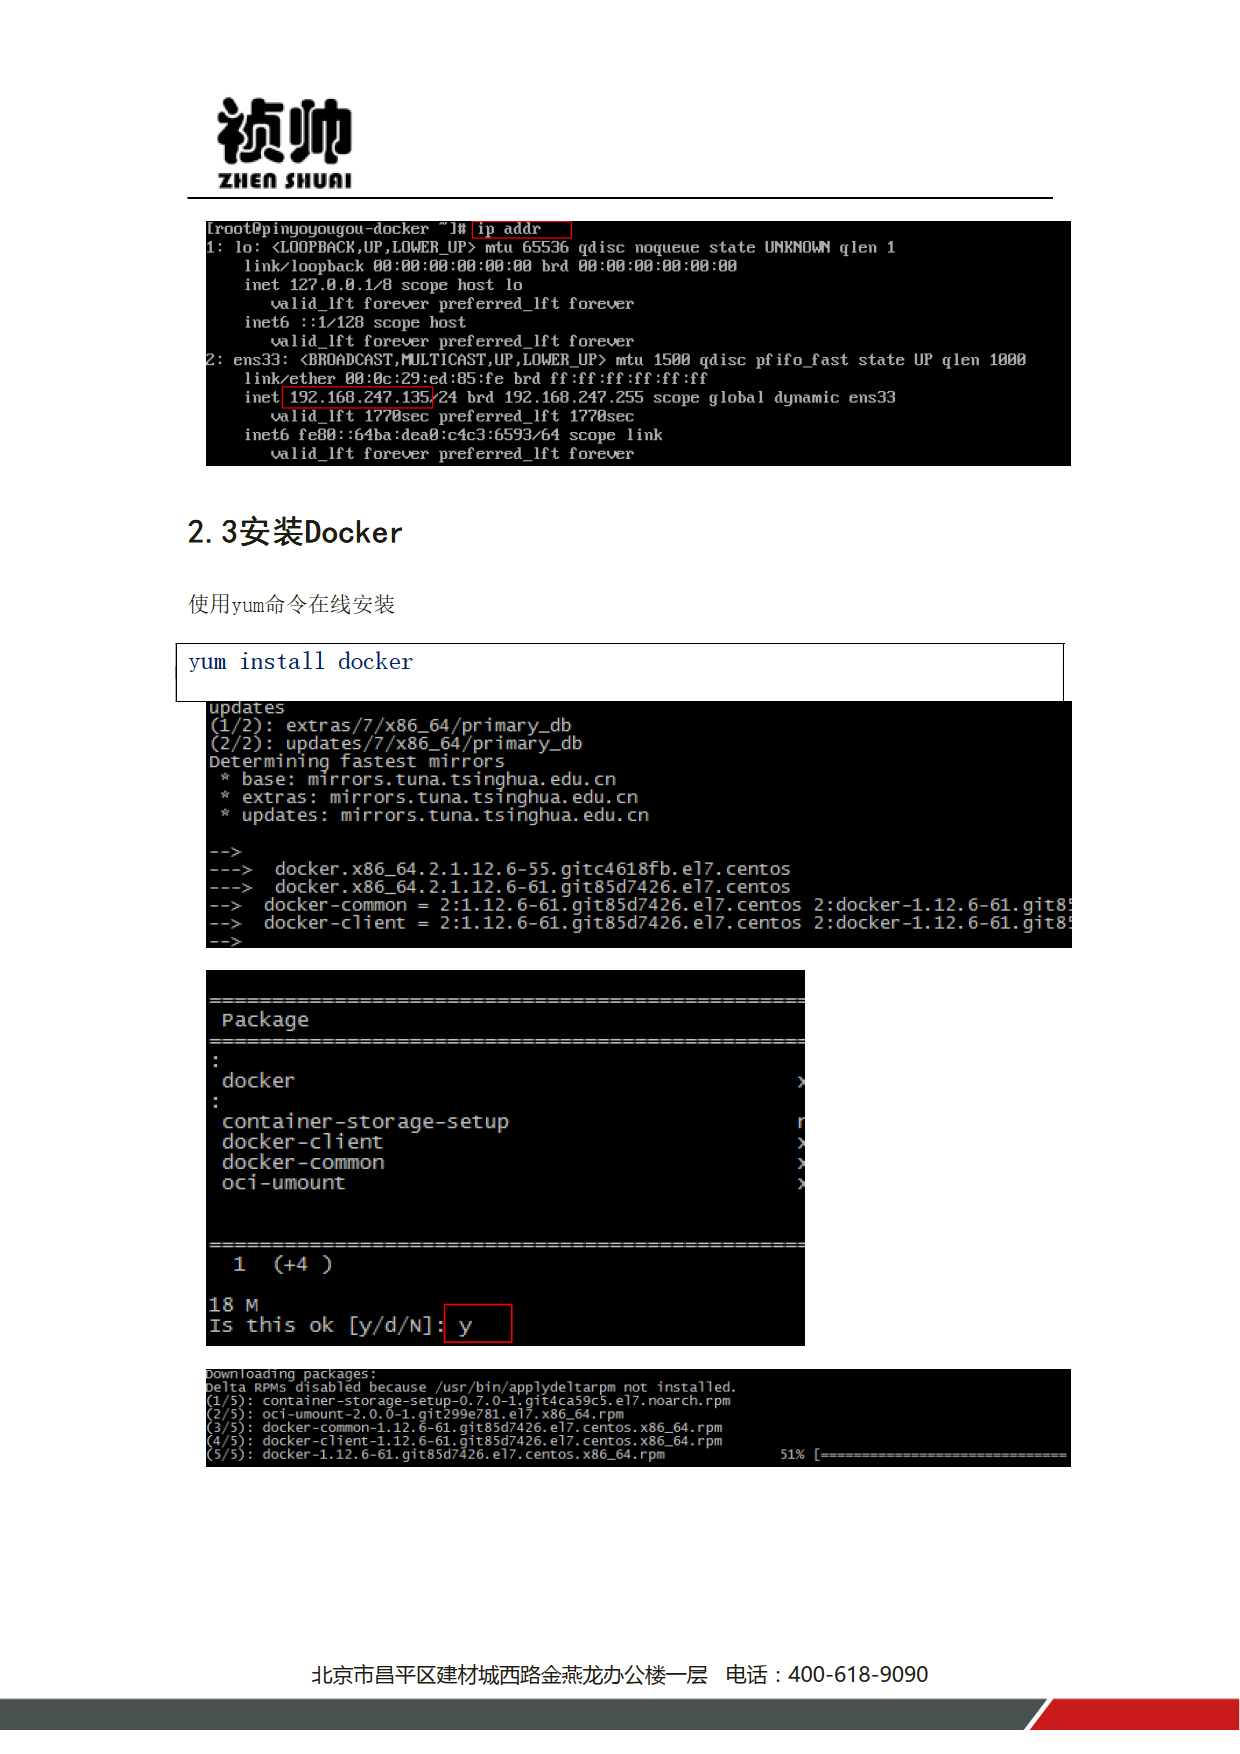 祯帅
ZHEN SHUAI
[root@pinyoyougou-docker ~]# ip addr
1: lo: <LOOPBACK,UP,LOWER_UP> mtu 65536 qdisc noqueue state UNKNOWN qlen 1
link/loopback 00:00:00:00:00:00 brd 00:00:00:00:00:00
inet 127.0.0.1/8 scope host lo
valid_lft forever preferred_lft forever
inet6 ::1/128 scope host
valid_lft forever preferred_lft forever
2: ens33: <BROADCAST,MULTICAST,UP,LOWER_UP> mtu 1500 qdisc pfifo_fast state UP qlen 1000
link/ether 00:0c:29:ed:85:fe brd ff:ff:ff:ff:ff:ff
inet 192.168.247.135/24 brd 192.168.247.255 scope global dynamic ens33
valid_lft 1770sec preferred_lft 1770sec
inet6 fe80::64ba:dea0:c4c3:6593/64 scope link
valid_lft forever preferred_lft forever
2.3安装Docker
使用yum命令在线安装
yum install docker
updates
(1/2): extras/7/x86_64/primary_db
(2/2): updates/7/x86_64/primary_db
Determining fastest mirrors
* base: mirrors.tuna.tsinghua.edu.cn
* extras: mirrors.tuna.tsinghua.edu.cn
* updates: mirrors.tuna.tsinghua.edu.cn
-->
---> docker.x86_64.2.1.12.6-55.gitc4618fb.el7.centos
---> docker.x86_64.2.1.12.6-61.git85d7426.el7.centos
--> docker-common = 2:1.12.6-61.git85d7426.el7.centos 2:docker-1.12.6-61.git85
--> docker-client = 2:1.12.6-61.git85d7426.el7.centos 2:docker-1.12.6-61.git85
-->
================================================
Package
================================================
:
docker x
:
container-storage-setup r
docker-client x
docker-common x
oci-umount x
================================================
1 (+4 )
18 M
Is this ok [y/d/N]: y
Downloading packages:
Delta RPMs disabled because /usr/bin/applydeltarpm not installed.
(1/5): container-storage-setup-0.7.0-1.git4ca59c5.el7.noarch.rpm
(2/5): oci-umount-2.0.0-1.git299e781.el7.x86_64.rpm
(3/5): docker-common-1.12.6-61.git85d7426.el7.centos.x86_64.rpm
(4/5): docker-client-1.12.6-61.git85d7426.el7.centos.x86_64.rpm
(5/5): docker-1.12.6-61.git85d7426.el7.centos.x86_64.rpm 51% [==============================
北京市昌平区建材城西路金燕龙办公楼一层 电话：400-618-9090